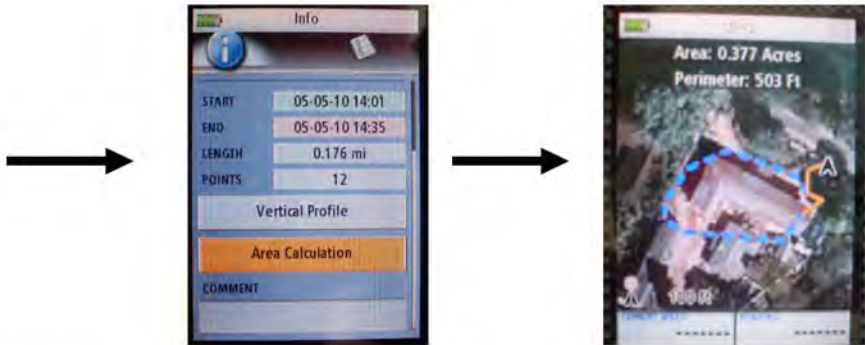 Info
START 05-05-10 14:01
END 05-05-10 14:35
LENGTH 0.176 mi
POINTS 12
Vertical Profile
Area Calculation
COMMENT
Area: 0.377 Acres
Perimeter: 503 Ft
A
100 Ft